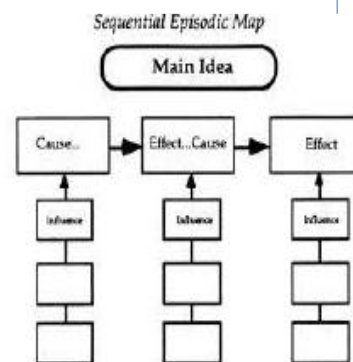 Sequential Episodic Map
Main Idea
Cause...
Effect...Cause
Effect
Influence
Influence
Influence